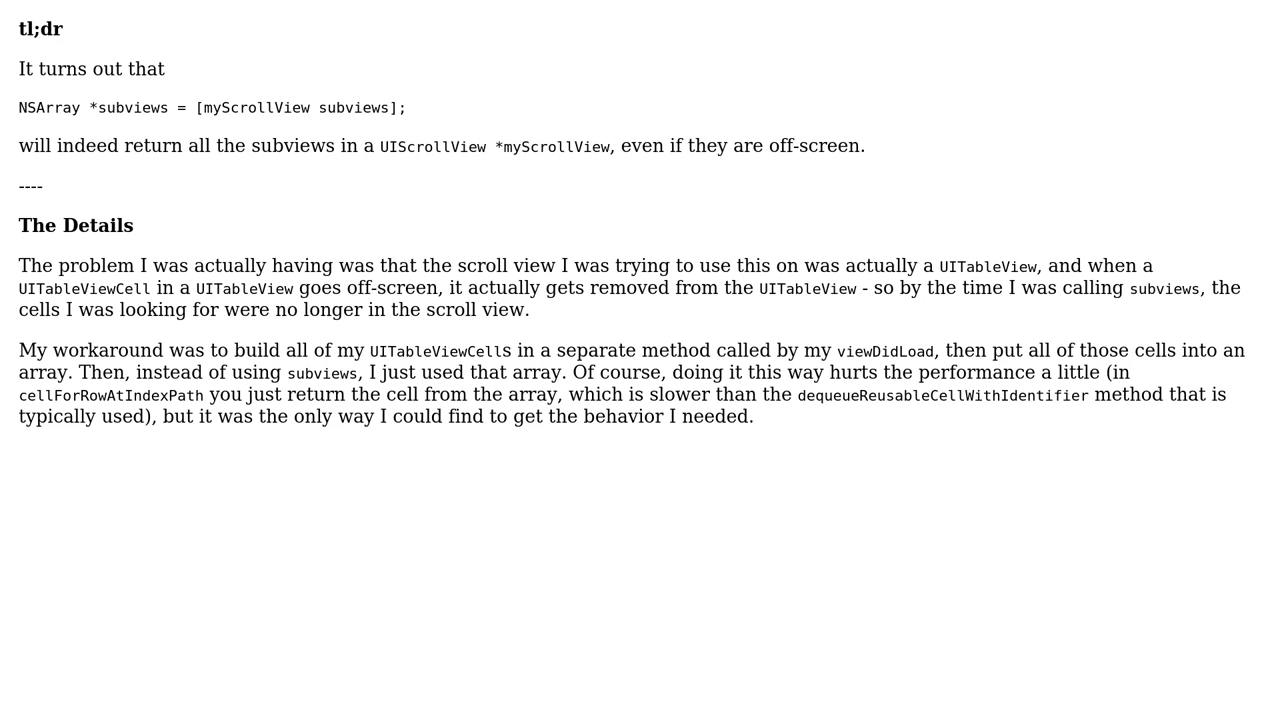 tl;dr
It turns out that
NSArray *subviews = [myScrollView subviews];
will indeed return all the subviews in a UIScrollView *myScrollView, even if they are off-screen.
----
The Details
The problem I was actually having was that the scroll view I was trying to use this on was actually a UITableView, and when a
UITableViewCell in a UITableView goes off-screen, it actually gets removed from the UITableView - so by the time I was calling subviews, the
cells I was looking for were no longer in the scroll view.
My workaround was to build all of my UITableViewCells in a separate method called by my viewDidLoad, then put all of those cells into an
array. Then, instead of using subviews, I just used that array. Of course, doing it this way hurts the performance a little (in
cellForRowAtIndexPath you just return the cell from the array, which is slower than the dequeueReusableCellWithIdentifier method that is
typically used), but it was the only way I could find to get the behavior I needed.